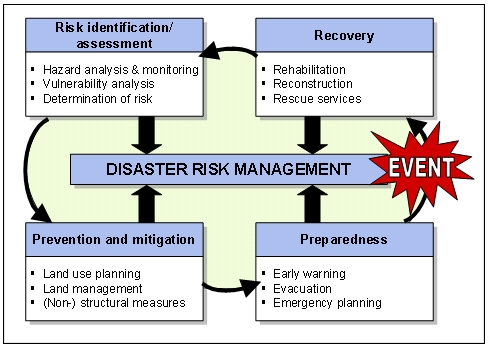 Risk identification/
assessment
▪ Hazard analysis & monitoring
▪ Vulnerability analysis
▪ Determination of risk
Recovery
▪ Rehabilitation
▪ Reconstruction
▪ Rescue services
DISASTER RISK MANAGEMENT
EVENT
Prevention and mitigation
▪ Land use planning
▪ Land management
▪ (Non-) structural measures
Preparedness
▪ Early warning
▪ Evacuation
▪ Emergency planning